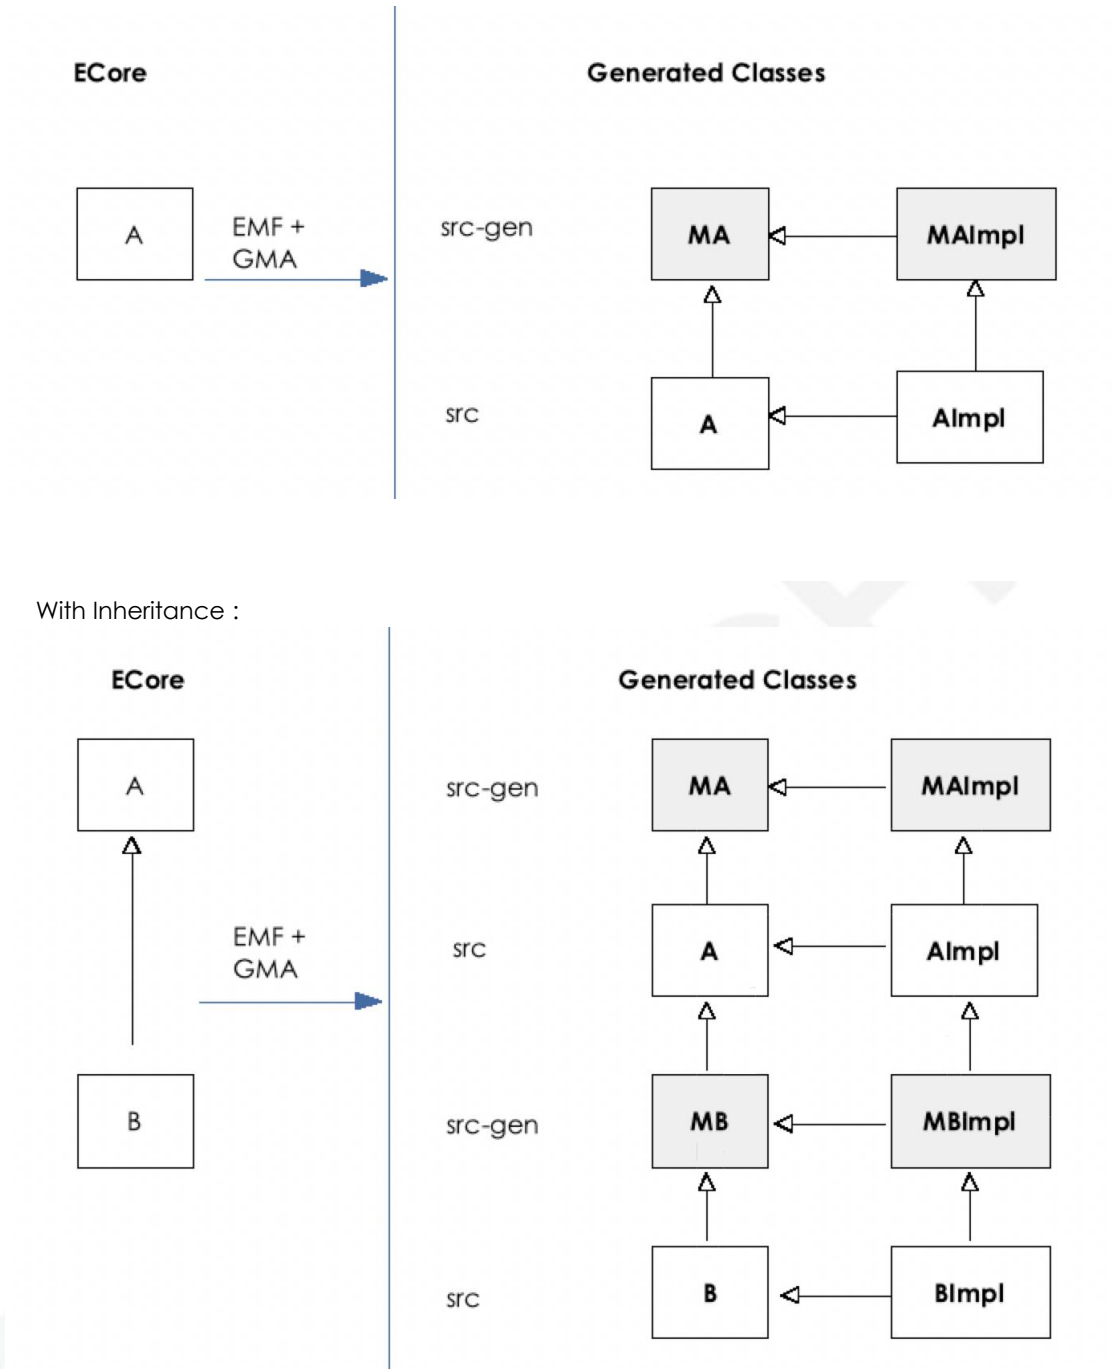 ECore
Generated Classes
A
EMF +
GMA
src-gen
MA
MAImpl
src
A
AImpl
With Inheritance :
ECore
Generated Classes
A
src-gen
MA
MAImpl
EMF +
GMA
src
A
AImpl
B
src-gen
MB
MBImpl
src
B
BImpl